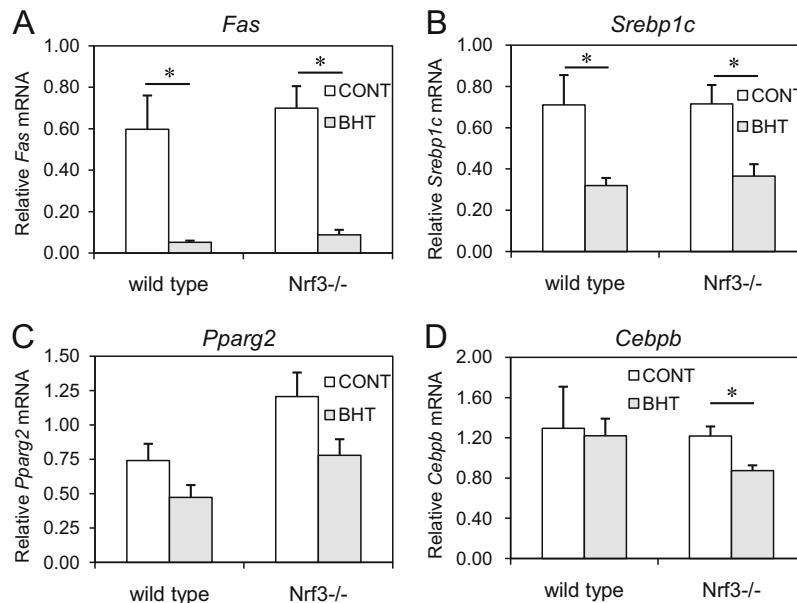 A
Fas
Relative Fas mRNA
1.00
0.80
0.60
0.40
0.20
0.00
*
*
CONT
BHT
wild type
Nrf3-/-
B
Srebp1c
Relative Srebp1c mRNA
1.00
0.80
0.60
0.40
0.20
0.00
*
*
CONT
BHT
wild type
Nrf3-/-
C
Pparg2
Relative Pparg2 mRNA
1.50
1.25
1.00
0.75
0.50
0.25
0.00
CONT
BHT
wild type
Nrf3-/-
D
Cebpb
Relative Cebpb mRNA
2.00
1.60
1.20
0.80
0.40
0.00
CONT
BHT
*
wild type
Nrf3-/-